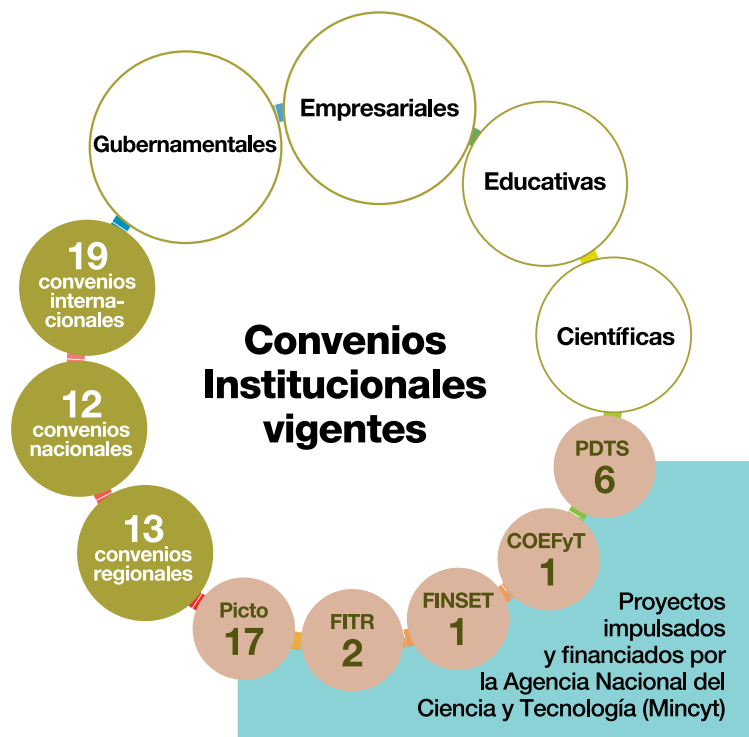 Gubernamentales
Empresariales
Educativas
Científicas
19
convenios
interna-
cionales
12
convenios
nacionales
13
convenios
regionales
Convenios
Institucionales
vigentes
Picto
17
FITR
2
FINSET
1
COEFyT
1
PDTS
6
Proyectos
impulsados
y financiados por
la Agencia Nacional del
Ciencia y Tecnología (Mincyt)